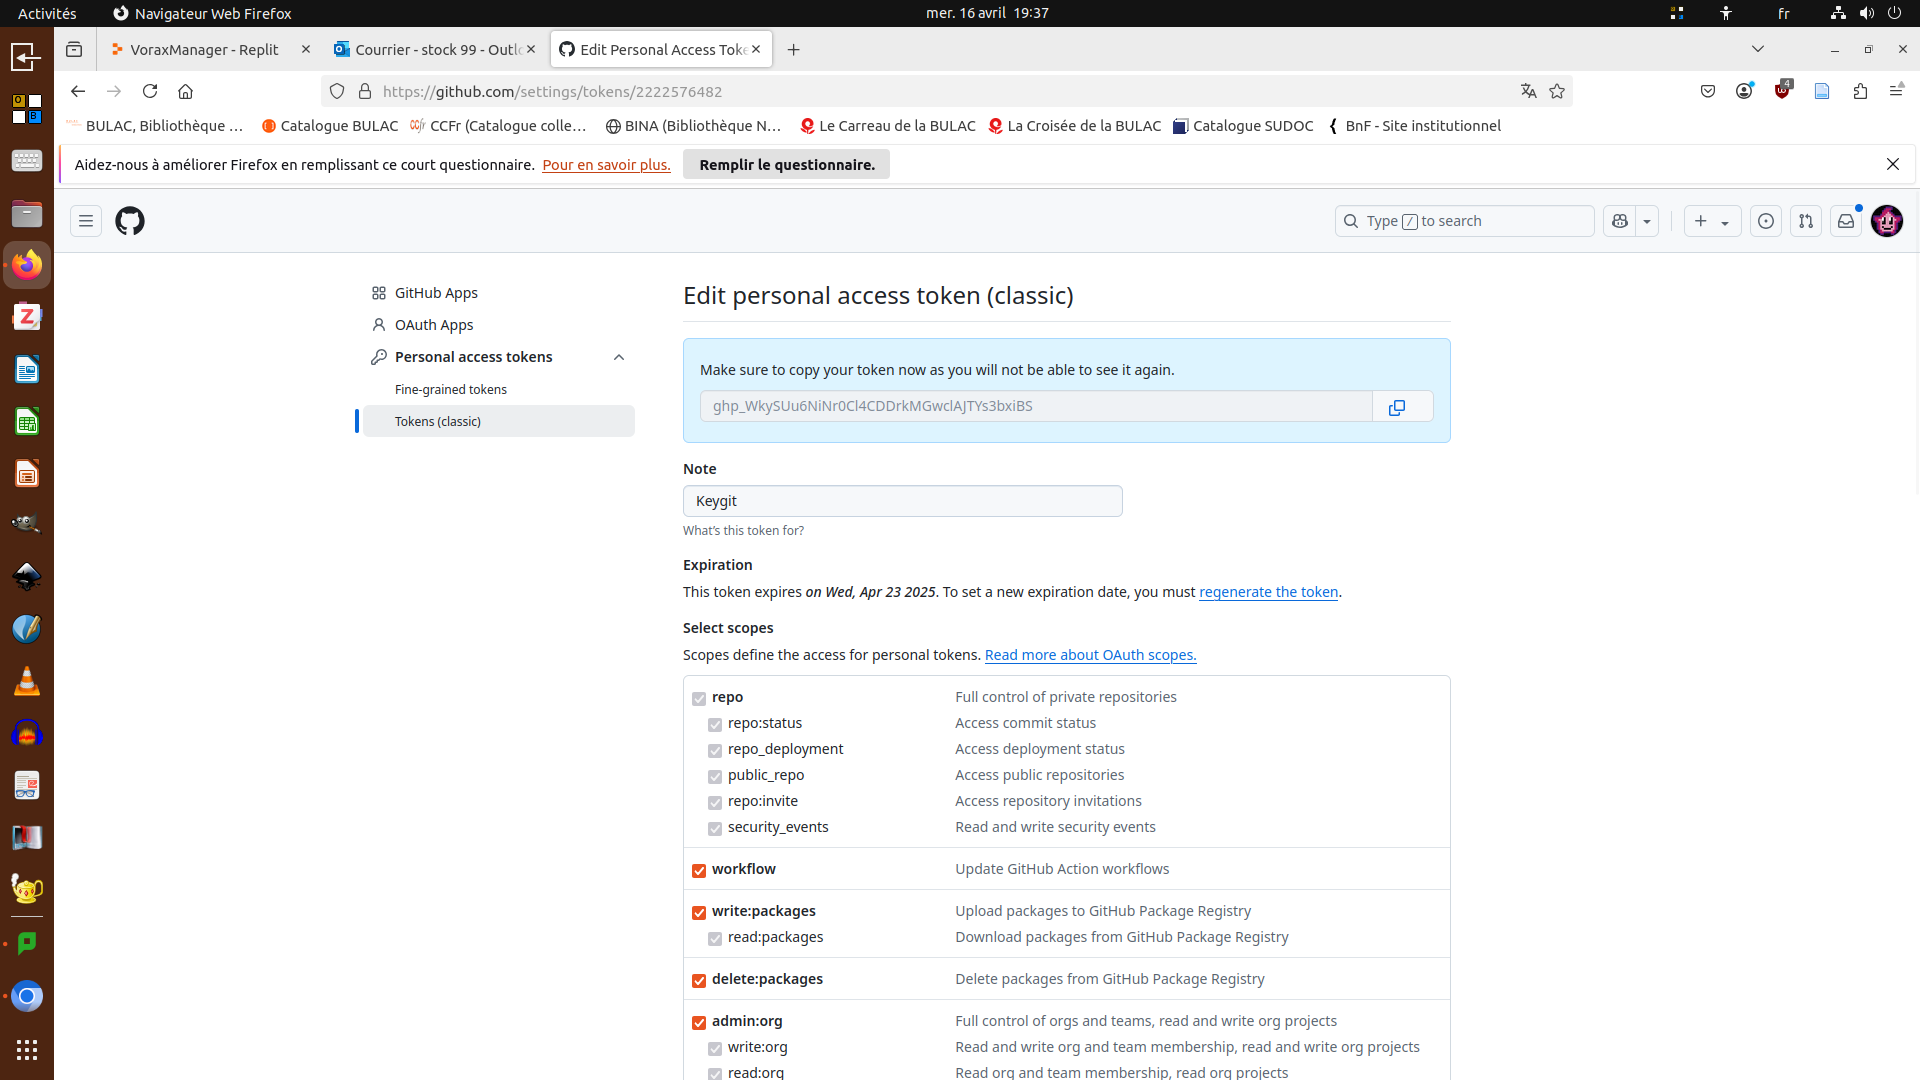 Activités
Navigateur Web Firefox
mer. 16 avril 19:37
fr
VoraxManager - Replit
Courrier - stock 99 - Outl
Edit Personal Access Toke
https://github.com/settings/tokens/2222576482
4
BULAC, Bibliothèque ...
Catalogue BULAC
CCFr (Catalogue colle...
BINA (Bibliothèque N...
Le Carreau de la BULAC
La Croisée de la BULAC
Catalogue SUDOC
BnF - Site institutionnel
Aidez-nous à améliorer Firefox en remplissant ce court questionnaire. Pour en savoir plus. Remplir le questionnaire.
Type / to search
GitHub Apps
OAuth Apps
Personal access tokens
Fine-grained tokens
Tokens (classic)
Edit personal access token (classic)
Make sure to copy your token now as you will not be able to see it again.
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
Note
Keygit
What's this token for?
Expiration
This token expires on Wed, Apr 23 2025. To set a new expiration date, you must regenerate the token.
Select scopes
Scopes define the access for personal tokens. Read more about OAuth scopes.
repo Full control of private repositories
repo:status Access commit status
repo_deployment Access deployment status
public_repo Access public repositories
repo:invite Access repository invitations
security_events Read and write security events
workflow Update GitHub Action workflows
write:packages Upload packages to GitHub Package Registry
read:packages Download packages from GitHub Package Registry
delete:packages Delete packages from GitHub Package Registry
admin:org Full control of orgs and teams, read and write org projects
write:org Read and write org and team membership, read and write org projects
read:org Read org and team membership, read org projects